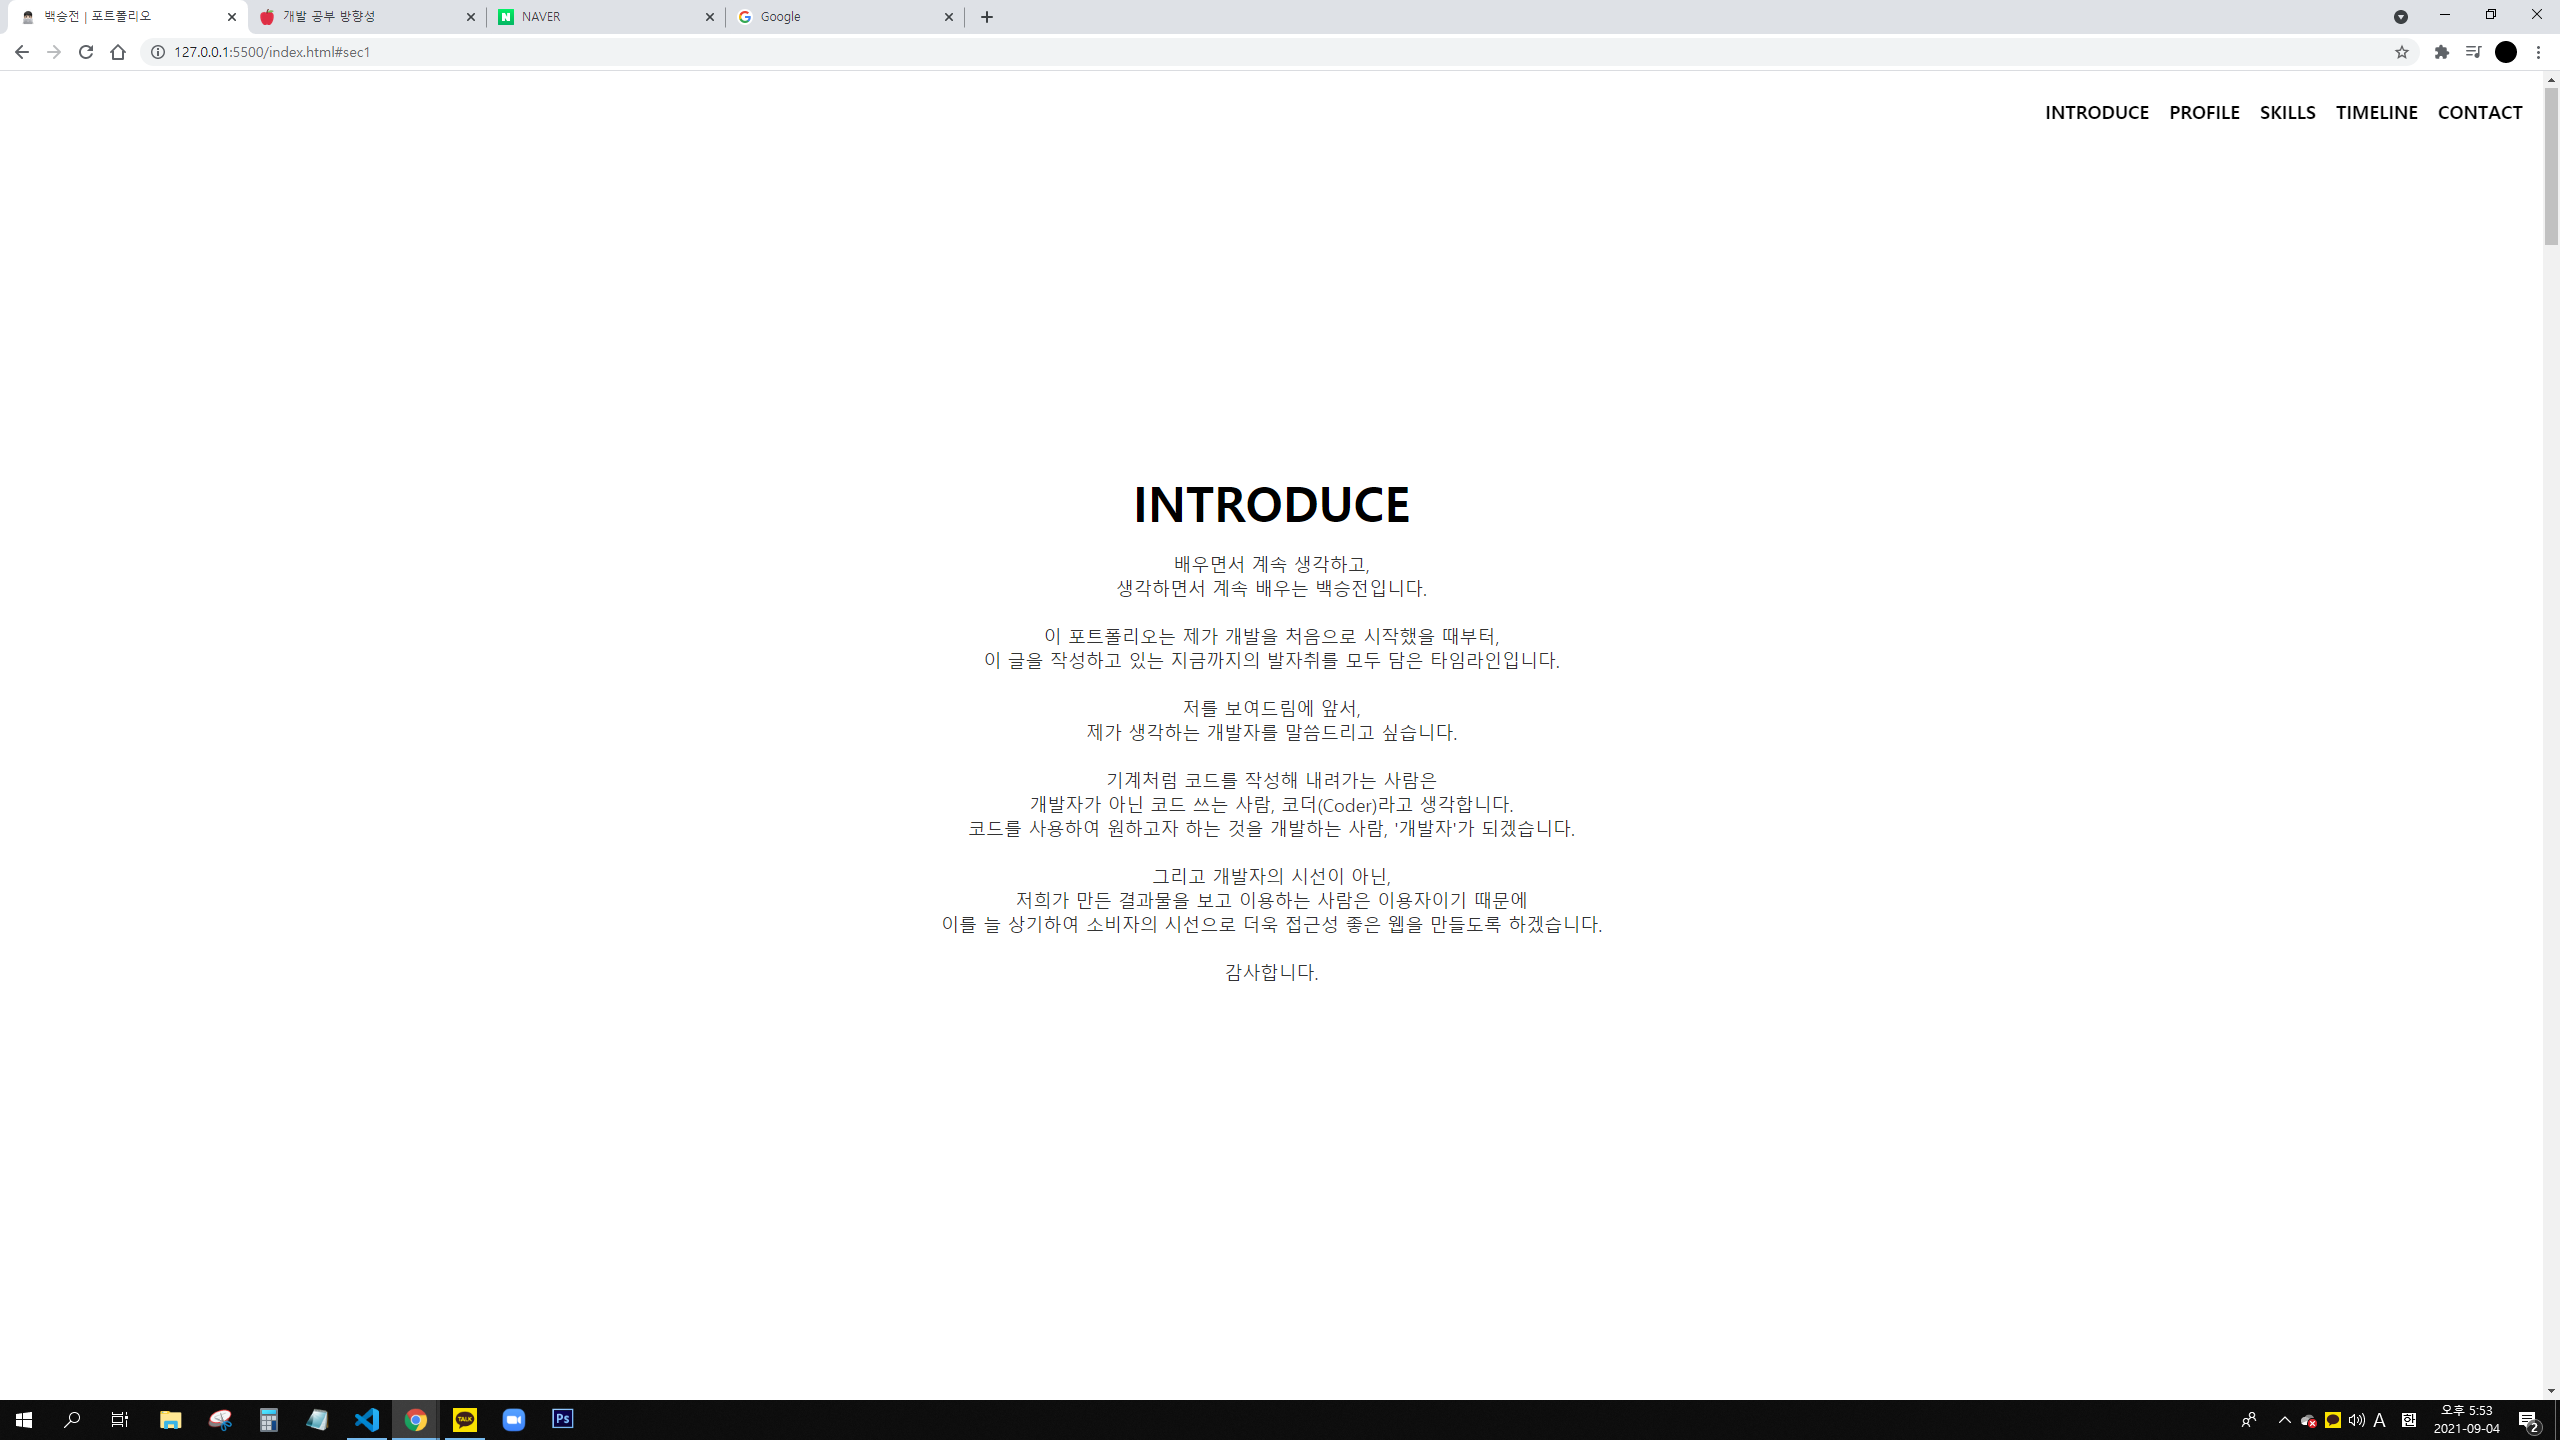 백승전 | 포트폴리오
개발 공부 방향성
NAVER
Google
127.0.0.1:5500/index.html#sec1
INTRODUCE PROFILE SKILLS TIMELINE CONTACT
INTRODUCE
배우면서 계속 생각하고,
생각하면서 계속 배우는 백승전입니다.
이 포트폴리오는 제가 개발을 처음으로 시작했을 때부터,
이 글을 작성하고 있는 지금까지의 발자취를 모두 담은 타임라인입니다.
저를 보여드림에 앞서,
제가 생각하는 개발자를 말씀드리고 싶습니다.
기계처럼 코드를 작성해 내려가는 사람은
개발자가 아닌 코드 쓰는 사람, 코더(Coder)라고 생각합니다.
코드를 사용하여 원하고자 하는 것을 개발하는 사람, '개발자'가 되겠습니다.
그리고 개발자의 시선이 아닌,
저희가 만든 결과물을 보고 이용하는 사람은 이용자이기 때문에
이를 늘 상기하여 소비자의 시선으로 더욱 접근성 좋은 웹을 만들도록 하겠습니다.
감사합니다.
TALK
Ps
A
한
오후 5:53
2021-09-04
2